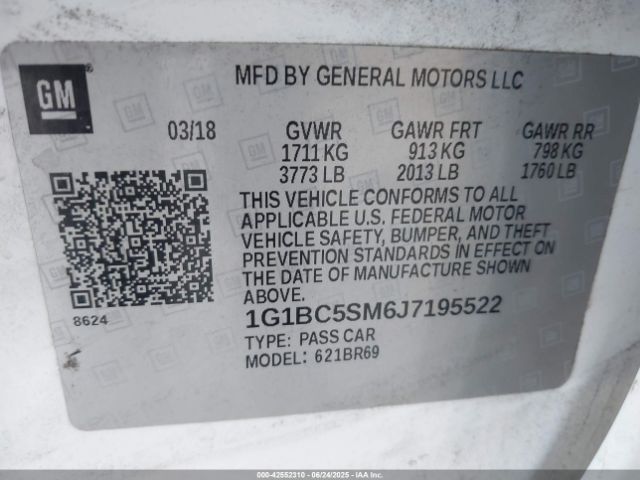 GM
MFD BY GENERAL MOTORS LLC
03/18 GVWR GAWR FRT GAWR RR
1711 KG 913 KG 798 KG
3773 LB 2013 LB 1760 LB
THIS VEHICLE CONFORMS TO ALL
APPLICABLE U.S. FEDERAL MOTOR
VEHICLE SAFETY, BUMPER, AND THEFT
PREVENTION STANDARDS IN EFFECT ON
THE DATE OF MANUFACTURE SHOWN
ABOVE.
8624
1G1BC5SM6J7195522
TYPE: PASS CAR
MODEL: 621BR69
000-42552310 - 06/24/2025 - IAAI.com